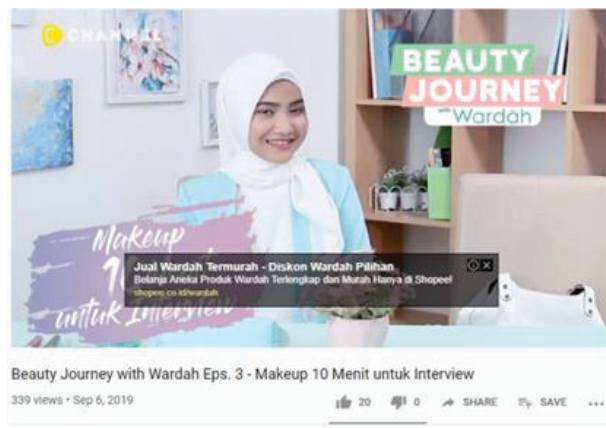 C CHANNEL
BEAUTY
JOURNEY
with Wardah
Makeup
untuk Interview
Jual Wardah Termurah - Diskon Wardah Pilihan
Belanja Aneka Produk Wardah Terlengkap dan Murah Hanya di Shopee!
shopee.co.id/wardah
Beauty Journey with Wardah Eps. 3 - Makeup 10 Menit untuk Interview
339 views • Sep 6, 2019
20
0
SHARE
SAVE